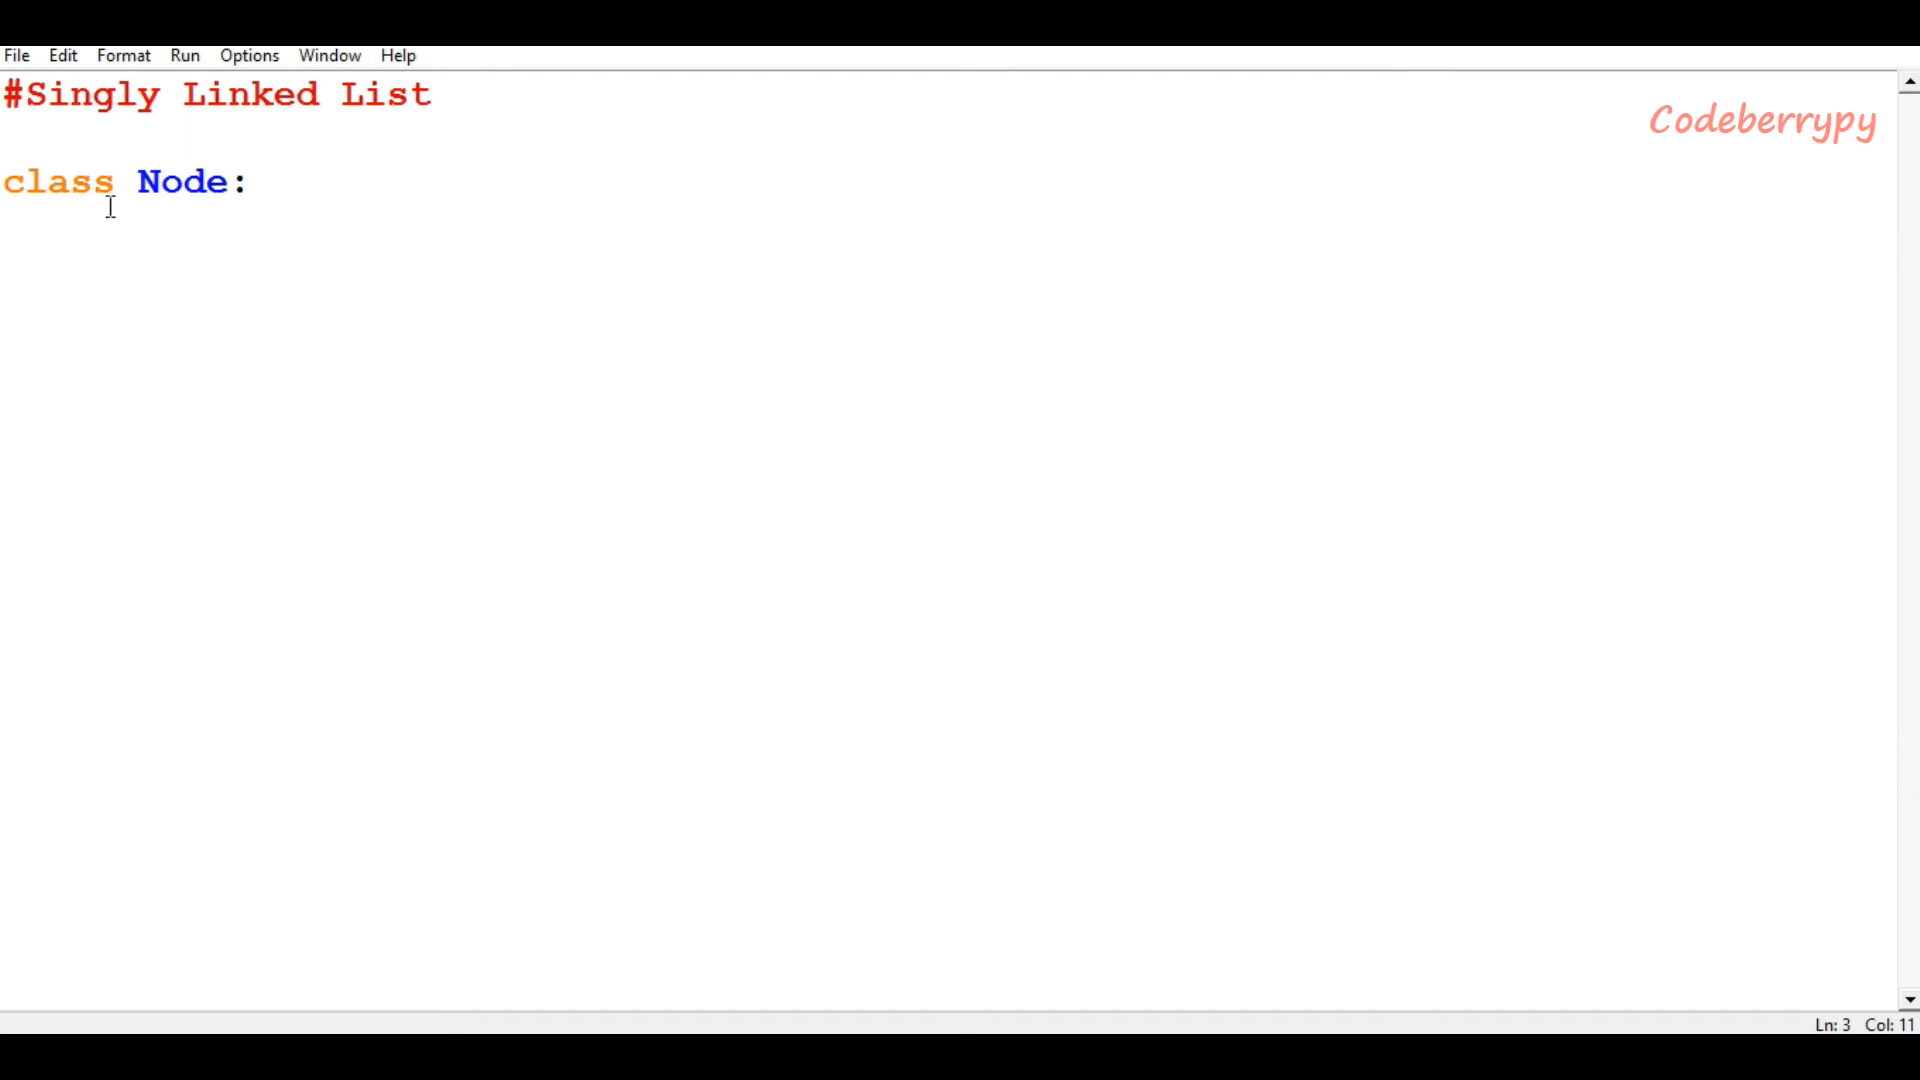 File Edit Format Run Options Window Help
#Singly Linked List
Codeberrypy
class Node:
Ln: 3 Col: 11